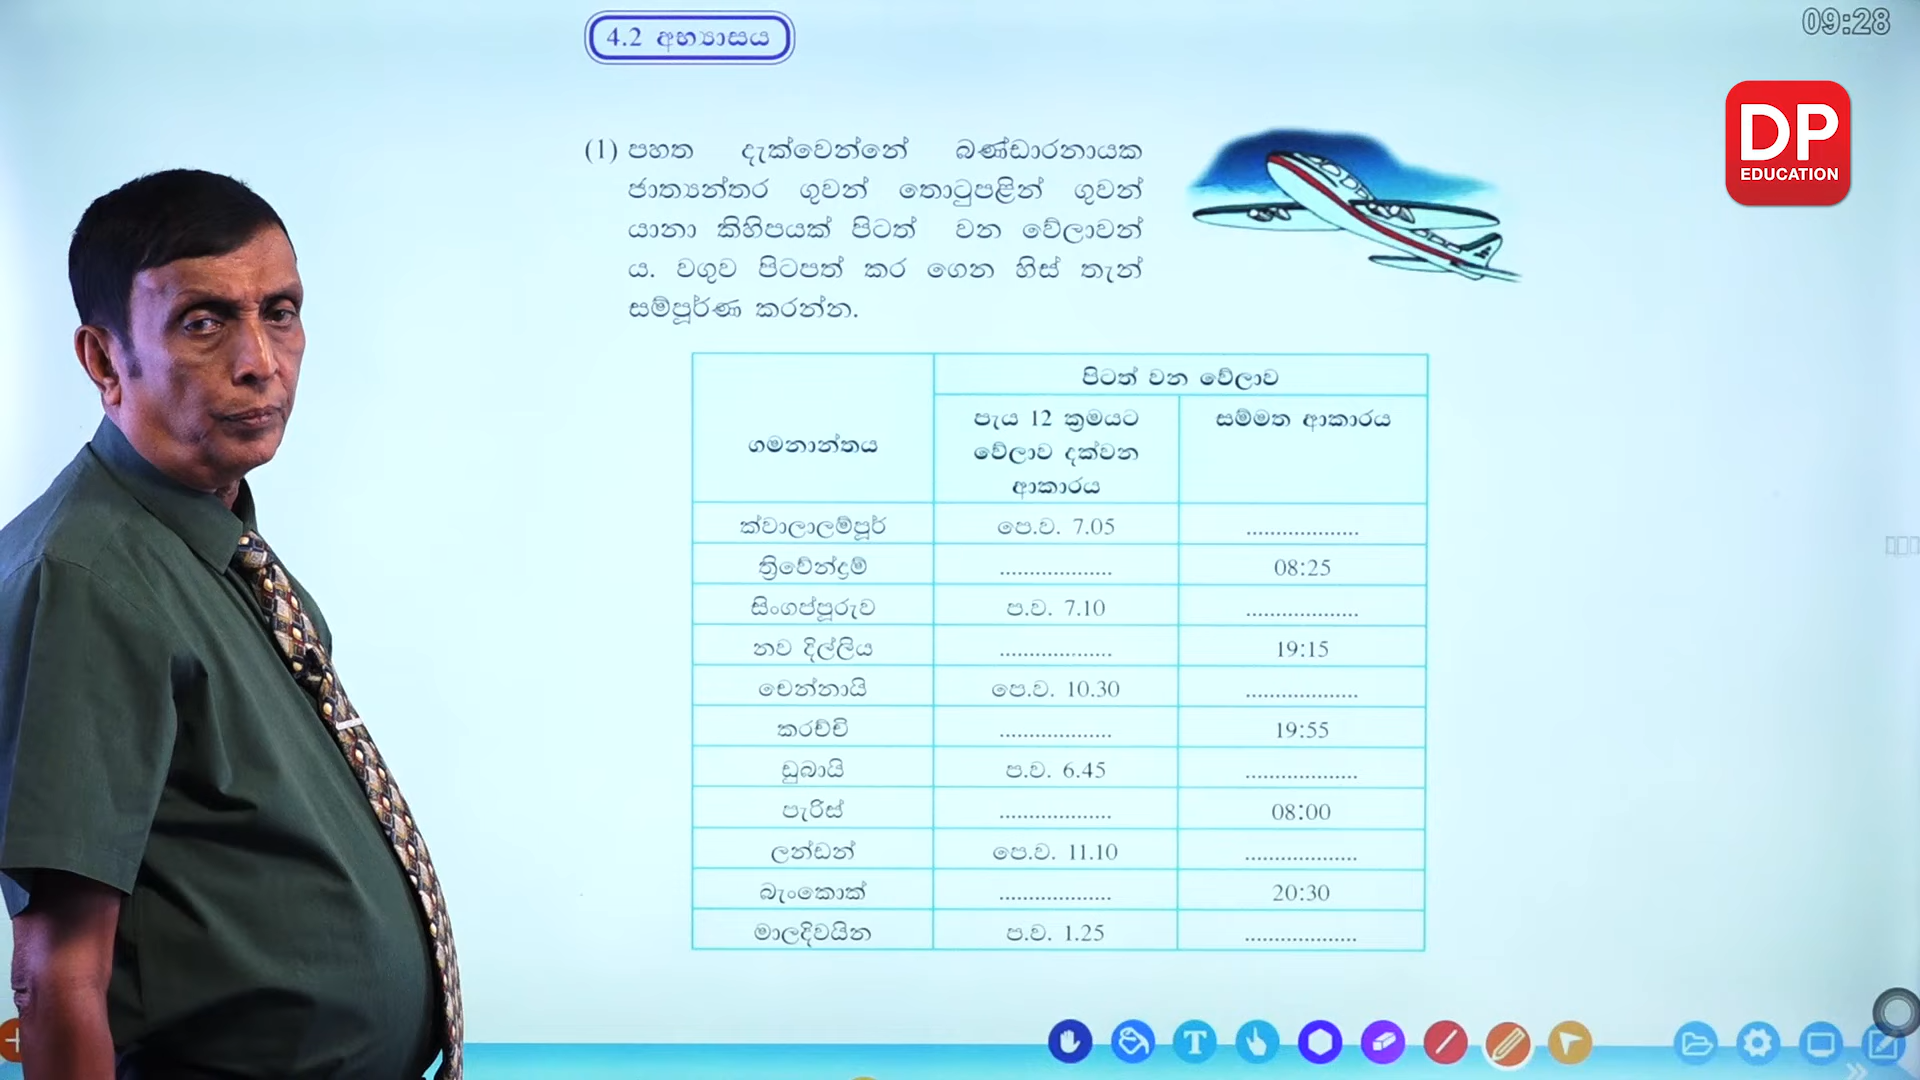 4.2 අභ්‍යාසය
09:28
DP
EDUCATION
(1) පහත දැක්වෙන්නේ බණ්ඩාරනායක
ජාත්‍යන්තර ගුවන් තොටුපළින් ගුවන්
යානා කිහිපයක් පිටත් වන වේලාවන්
ය. වගුව පිටපත් කර ගෙන හිස් තැන්
සම්පූර්ණ කරන්න.
ගමනාන්තය
පිටත් වන වේලාව
පැය 12 ක්‍රමයට
වේලාව දක්වන
ආකාරය
සම්මත ආකාරය
ක්වාලාලම්පූර් පෙ.ව. 7.05 ...................
ත්‍රිවේන්ද්‍රම් ................... 08:25
සිංගප්පූරුව ප.ව. 7.10 ...................
නව දිල්ලිය ................... 19:15
චෙන්නායි පෙ.ව. 10.30 ...................
කරච්චි ................... 19:55
ඩුබායි ප.ව. 6.45 ...................
පැරිස් ................... 08:00
ලන්ඩන් පෙ.ව. 11.10 ...................
බැංකොක් ................... 20:30
මාලදිවයින ප.ව. 1.25 ...................